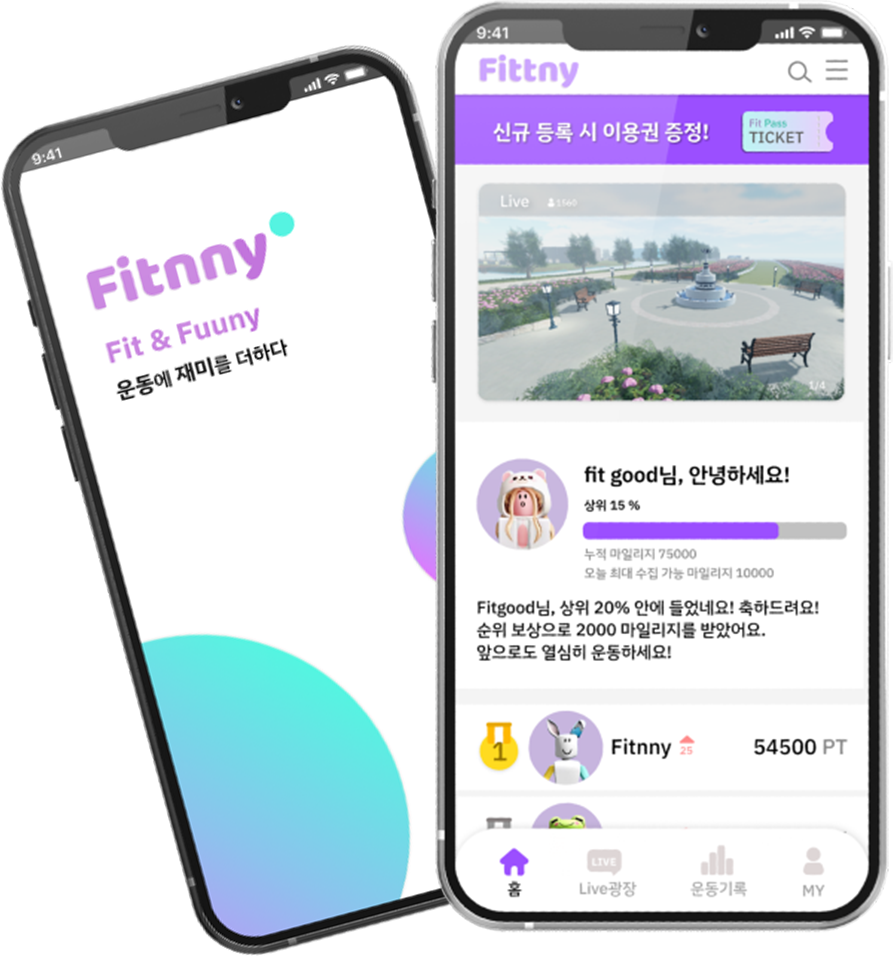 9:41
Fitnny
Fit & Fuuny
운동에 재미를 더하다
9:41
Fittny
신규 등록 시 이용권 증정!
Fit Pass
TICKET
Live 1560
1/4
fit good님, 안녕하세요!
상위 15 %
누적 마일리지 75000
오늘 최대 수집 가능 마일리지 10000
Fitgood님, 상위 20% 안에 들었네요! 축하드려요!
순위 보상으로 2000 마일리지를 받았어요.
앞으로도 열심히 운동하세요!
1 Fitnny 25 54500 PT
LIVE
홈 Live광장 운동기록 MY